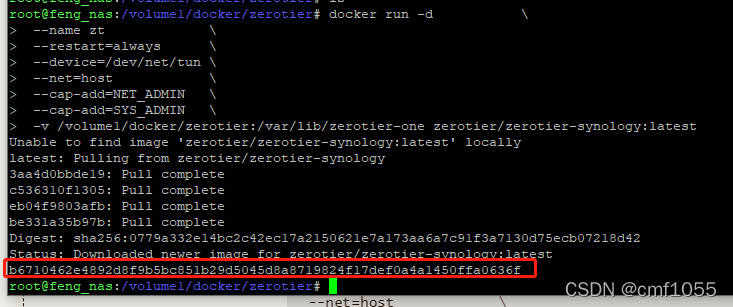 root@feng_nas:/volume1/docker/zerotier# docker run -d \
> --name zt \
> --restart=always \
> --device=/dev/net/tun \
> --net=host \
> --cap-add=NET_ADMIN \
> --cap-add=SYS_ADMIN \
> -v /volume1/docker/zerotier:/var/lib/zerotier-one zerotier/zerotier-synology:latest
Unable to find image 'zerotier/zerotier-synology:latest' locally
latest: Pulling from zerotier/zerotier-synology
3aa4d0bbde19: Pull complete
c536310f1305: Pull complete
eb04f9803afb: Pull complete
be331a35b97b: Pull complete
Digest: sha256:0779a332e14bc2c42ec17a2150621e7a173aa6a7c91f3a7130d75ecb07218d42
Status: Downloaded newer image for zerotier/zerotier-synology:latest
b6710462e4892d8f9b5bc851b29d5045d8a8719824f17def0a4a1450ffa0636f
root@feng_nas:/volume1/docker/zerotier#
CSDN @cmf1055
--net=host \